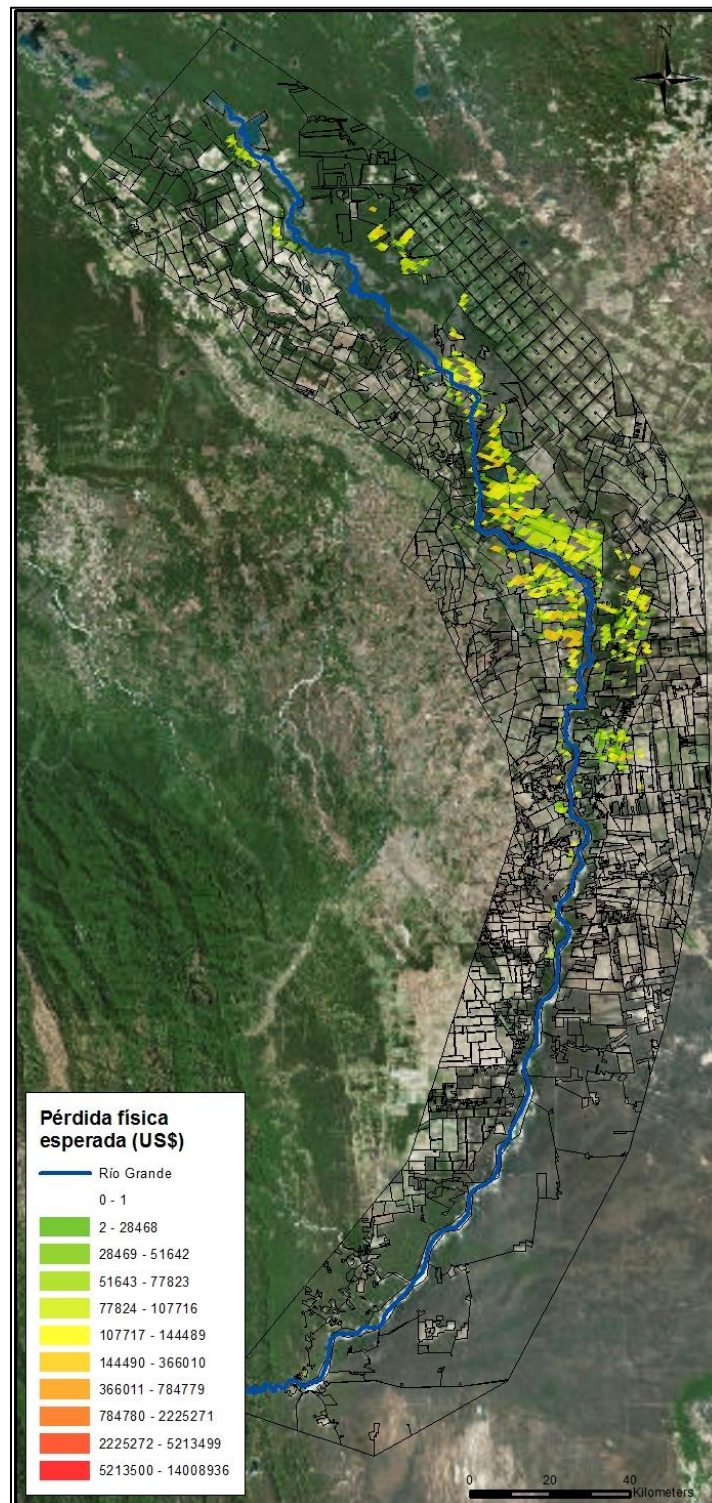 N
Pérdida física
esperada (US$)
Río Grande
0 - 1
2 - 28468
28469 - 51642
51643 - 77823
77824 - 107716
107717 - 144489
144490 - 366010
366011 - 784779
784780 - 2225271
2225272 - 5213499
5213500 - 14008936
0 20 40
Kilometers